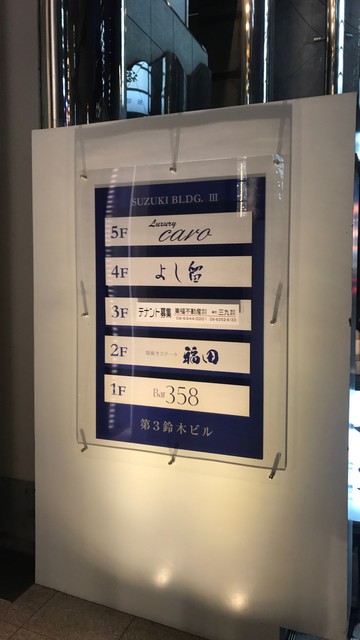 SUZUKI BLDG. Ⅲ
5F Luxury caro
4F よし留
3F テナント募集
2F 福田
1F Bar 358
第3鈴木ビル